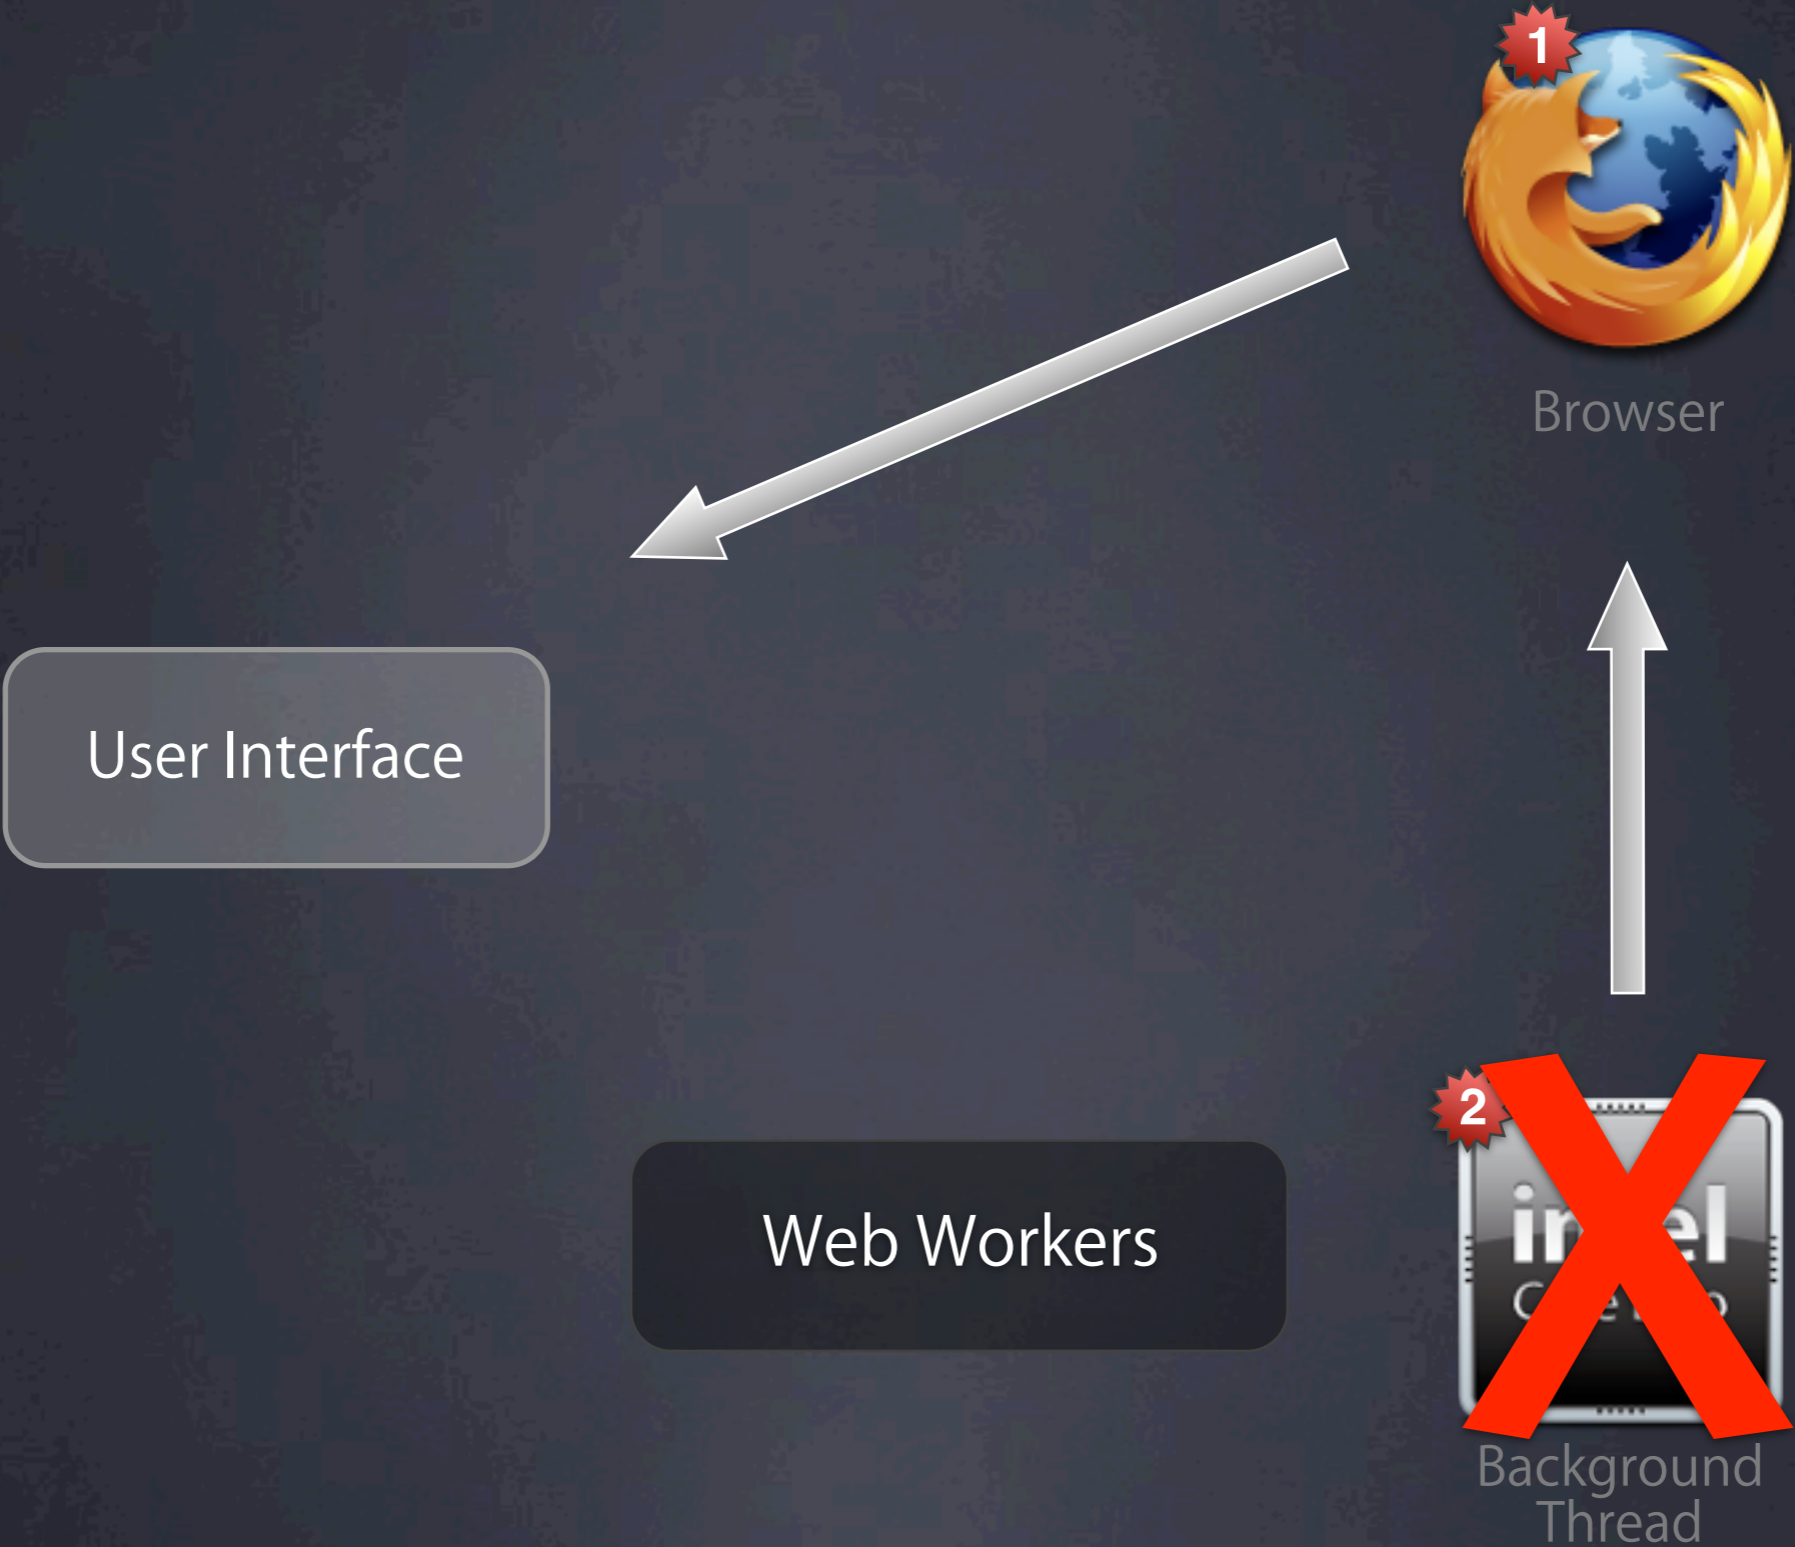 1
Browser
User Interface
2
Web Workers
Background
Thread